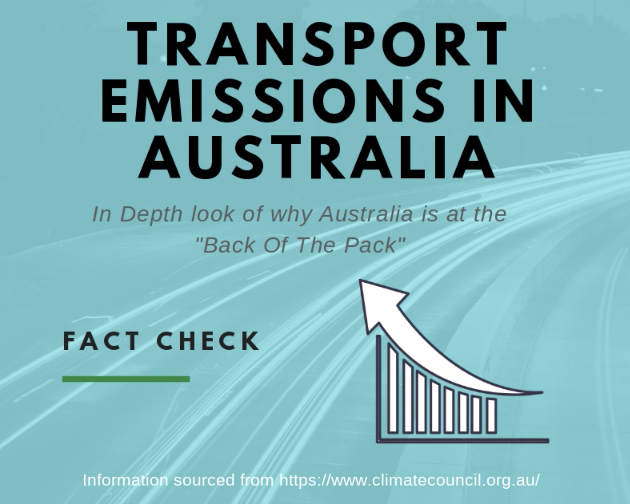 TRANSPORT
EMISSIONS IN
AUSTRALIA
In Depth look of why Australia is at the
"Back Of The Pack"
FACT CHECK
Information sourced from https://www.climatecouncil.org.au/